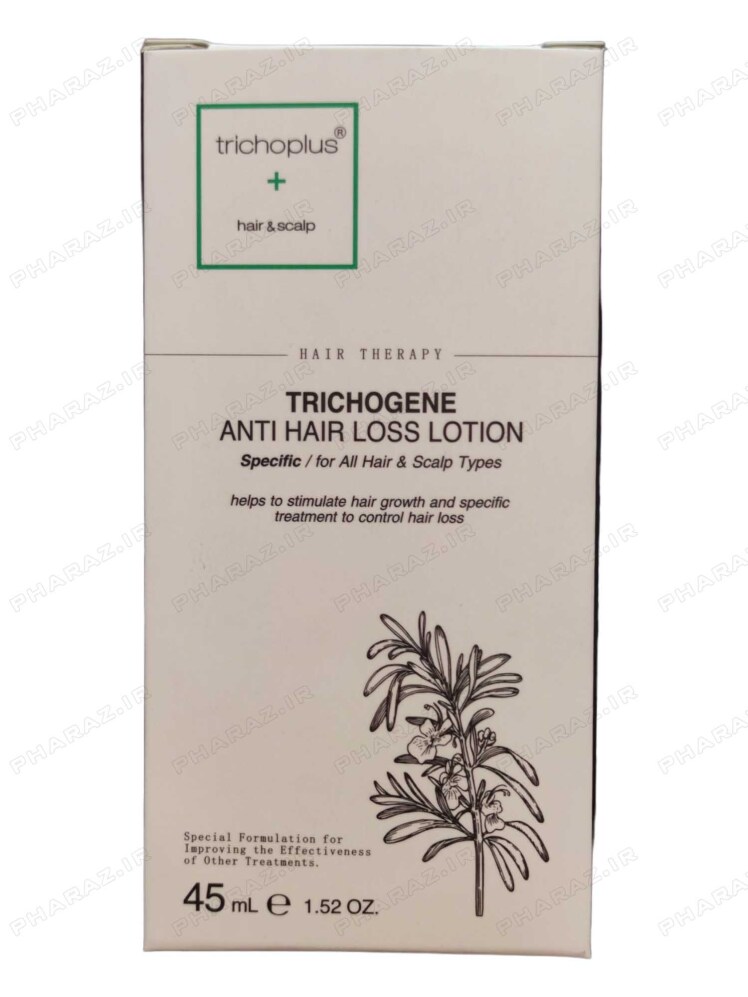 trichoplus®
+
hair & scalp
HAIR THERAPY
TRICHOGENE
ANTI HAIR LOSS LOTION
Specific / for All Hair & Scalp Types
helps to stimulate hair growth and specific
treatment to control hair loss
Special Formulation for
Improving the Effectiveness
of Other Treatments.
45 mL ℮ 1.52 OZ.
PHARAZ.IR